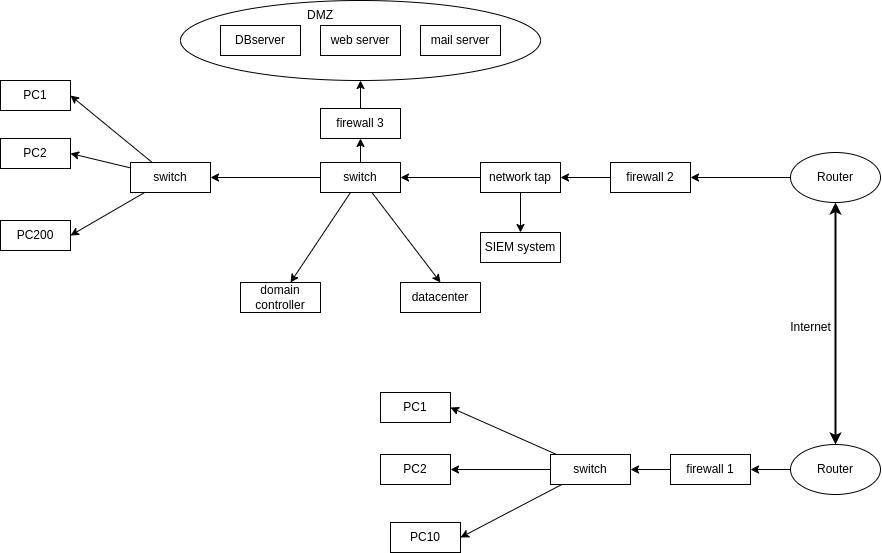 DMZ
DBserver
web server
mail server
PC1
firewall 3
PC2
switch
switch
network tap
firewall 2
Router
PC200
SIEM system
domain
controller
datacenter
Internet
PC1
PC2
switch
firewall 1
Router
PC10